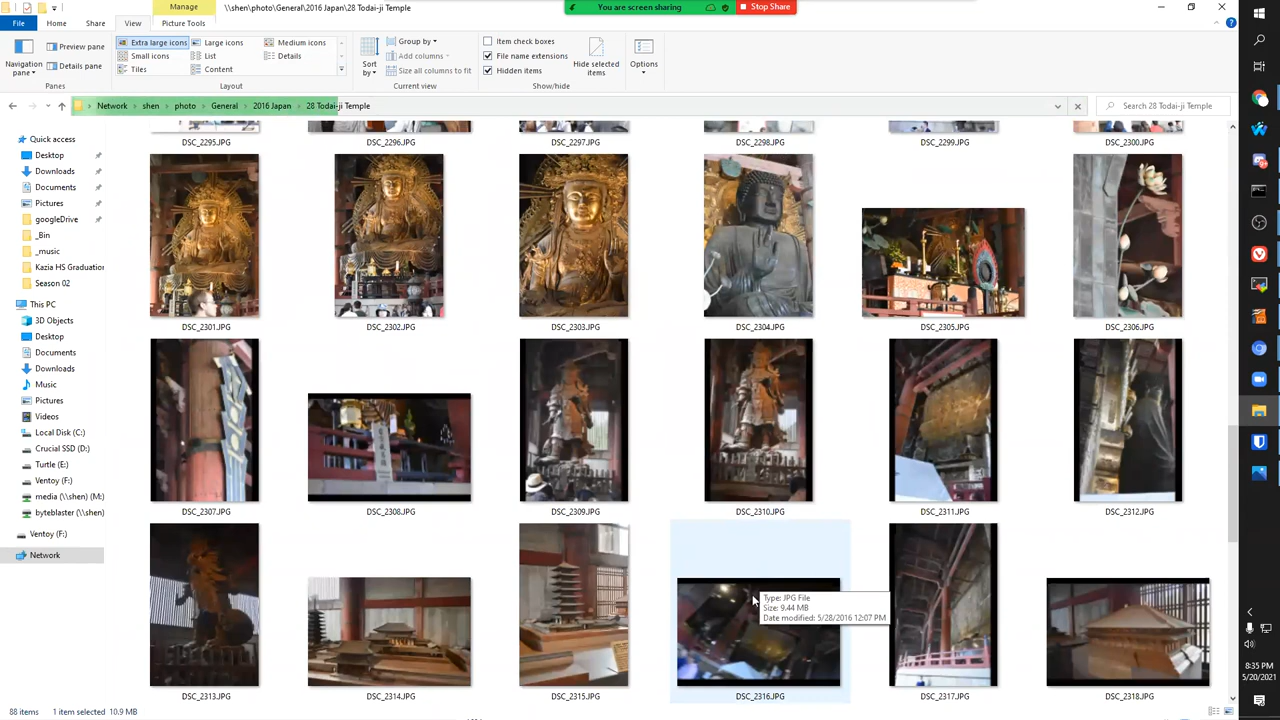 Manage
\\shen\photo\General\2016 Japan\28 Todai-ji Temple
You are screen sharing
Stop Share
File
Home
Share
View
Picture Tools
Navigation pane
Preview pane
Details pane
Panes
Extra large icons
Large icons
Medium icons
Small icons
List
Details
Tiles
Content
Layout
Sort by
Group by
Add columns
Size all columns to fit
Current view
Item check boxes
File name extensions
Hidden items
Hide selected items
Show/hide
Options
Network
shen
photo
General
2016 Japan
28 Todai-ji Temple
Search 28 Todai-ji Temple
Quick access
Desktop
Downloads
Documents
Pictures
googleDrive
_Bin
_music
Kazia HS Graduation
Season 02
This PC
3D Objects
Desktop
Documents
Downloads
Music
Pictures
Videos
Local Disk (C:)
Crucial SSD (D:)
Turtle (E:)
Ventoy (F:)
media (\\shen) (M:)
byteblaster (\\shen)
Ventoy (F:)
Network
DSC_2295.JPG
DSC_2296.JPG
DSC_2297.JPG
DSC_2298.JPG
DSC_2299.JPG
DSC_2300.JPG
DSC_2301.JPG
DSC_2302.JPG
DSC_2303.JPG
DSC_2304.JPG
DSC_2305.JPG
DSC_2306.JPG
DSC_2307.JPG
DSC_2308.JPG
DSC_2309.JPG
DSC_2310.JPG
DSC_2311.JPG
DSC_2312.JPG
DSC_2313.JPG
DSC_2314.JPG
DSC_2315.JPG
DSC_2316.JPG
DSC_2317.JPG
DSC_2318.JPG
Type: JPG File
Size: 9.44 MB
Date modified: 5/28/2016 12:07 PM
88 items
1 item selected
10.9 MB
8:35 PM
5/20/2021